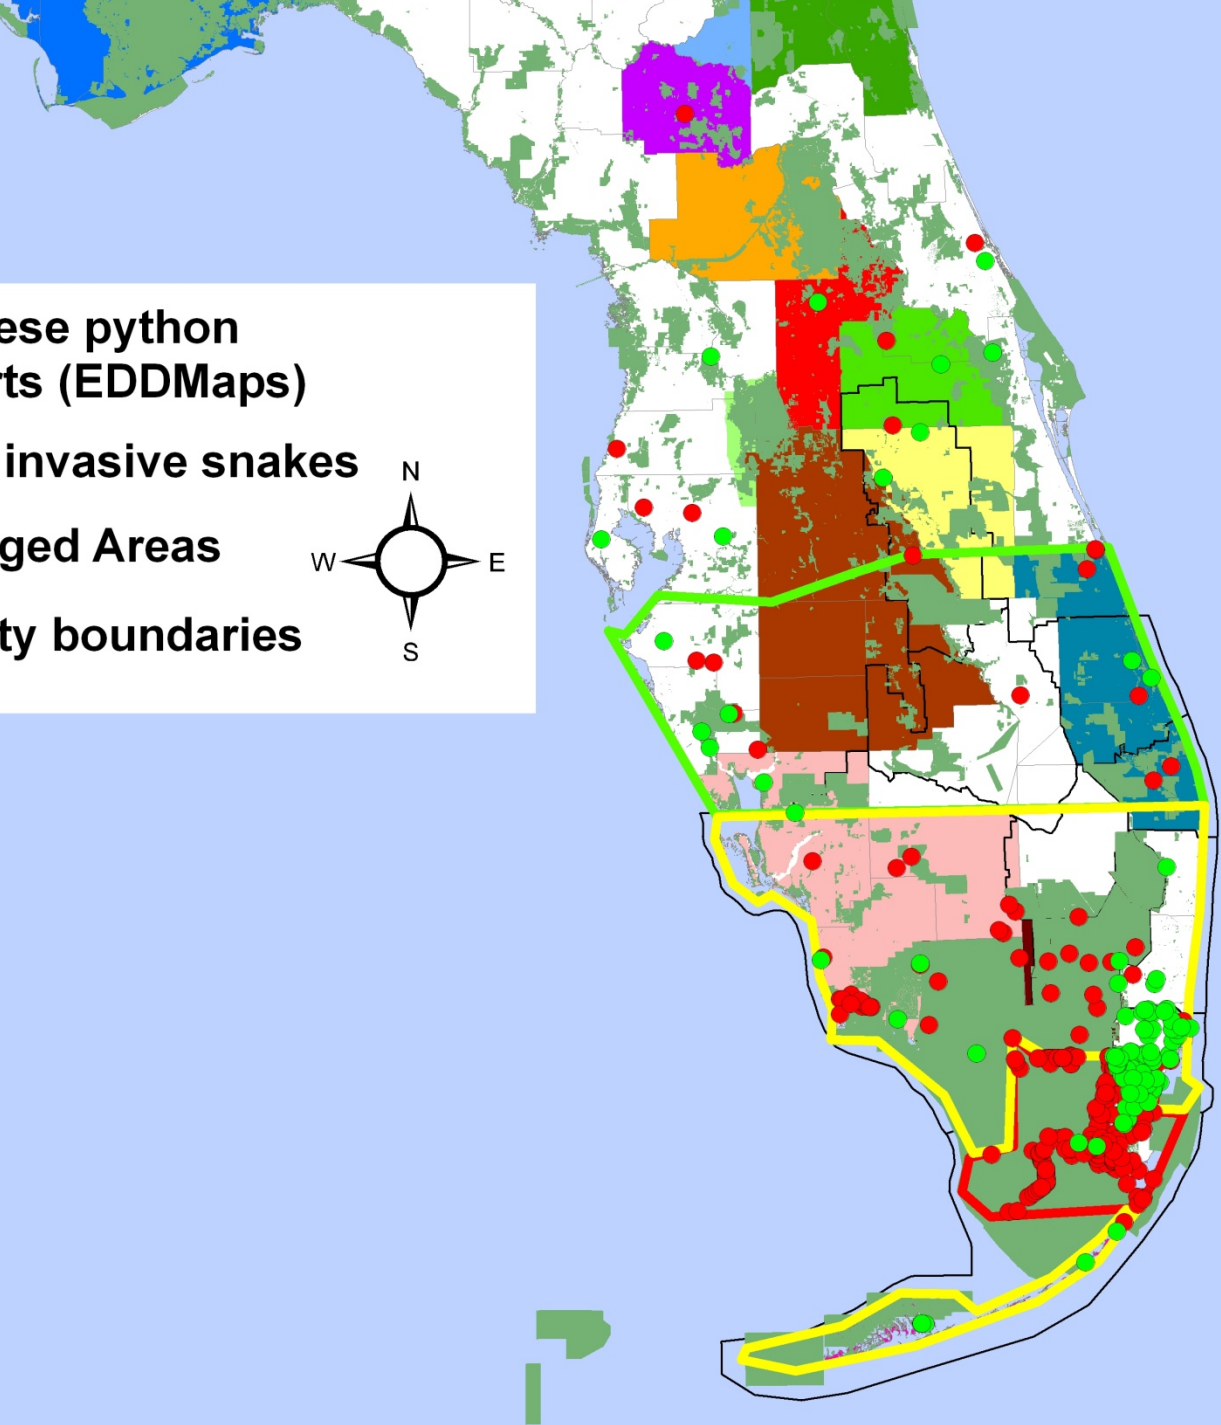 ese python
rts (EDDMaps)
invasive snakes
ged Areas
ty boundaries
N
W
E
S